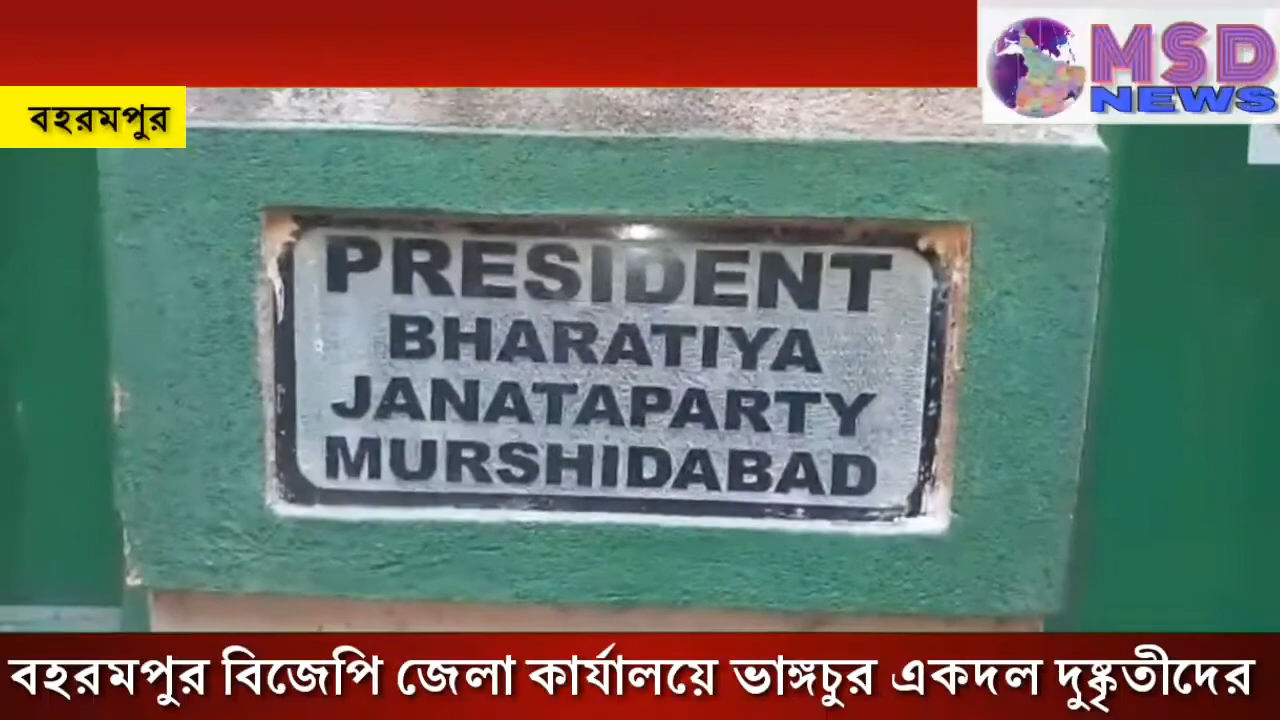 MSD
NEWS
বহরমপুর
PRESIDENT
BHARATIYA
JANATAPARTY
MURSHIDABAD
বহরমপুর বিজেপি জেলা কার্যালয়ে ভাঙ্গচুর একদল দুষ্কৃতীদের